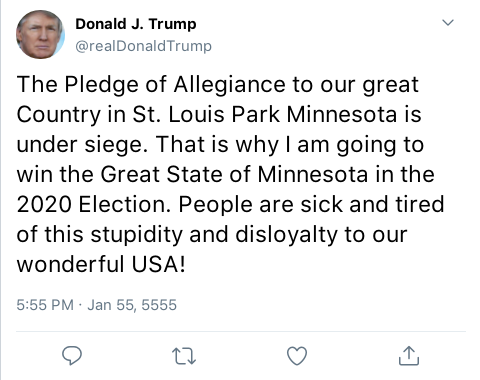 Donald J. Trump
@realDonaldTrump
The Pledge of Allegiance to our great
Country in St. Louis Park Minnesota is
under siege. That is why I am going to
win the Great State of Minnesota in the
2020 Election. People are sick and tired
of this stupidity and disloyalty to our
wonderful USA!
5:55 PM · Jan 55, 5555